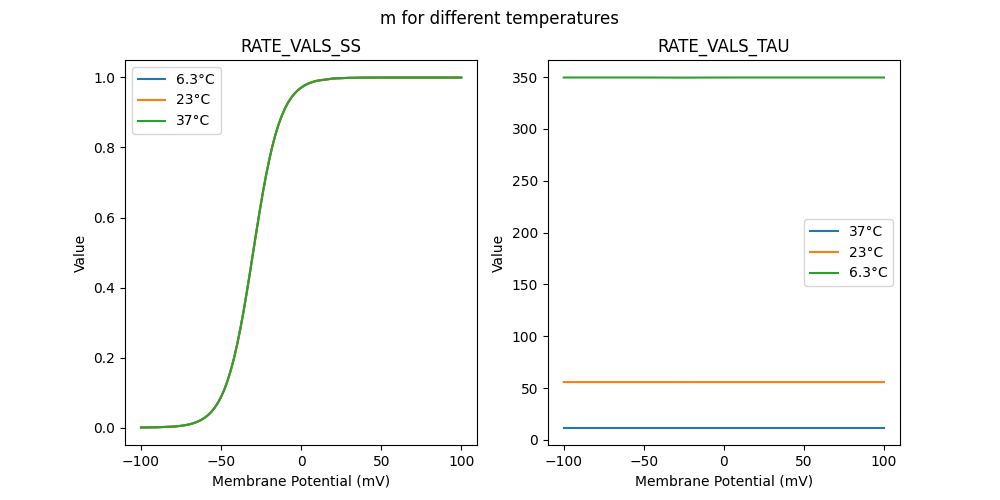 m for different temperatures
RATE_VALS_SS
1.0
0.8
0.6
0.4
0.2
0.0
Value
6.3°C
23°C
37°C
−100
−50
0
50
100
Membrane Potential (mV)
RATE_VALS_TAU
350
300
250
200
150
100
50
0
Value
37°C
23°C
6.3°C
−100
−50
0
50
100
Membrane Potential (mV)